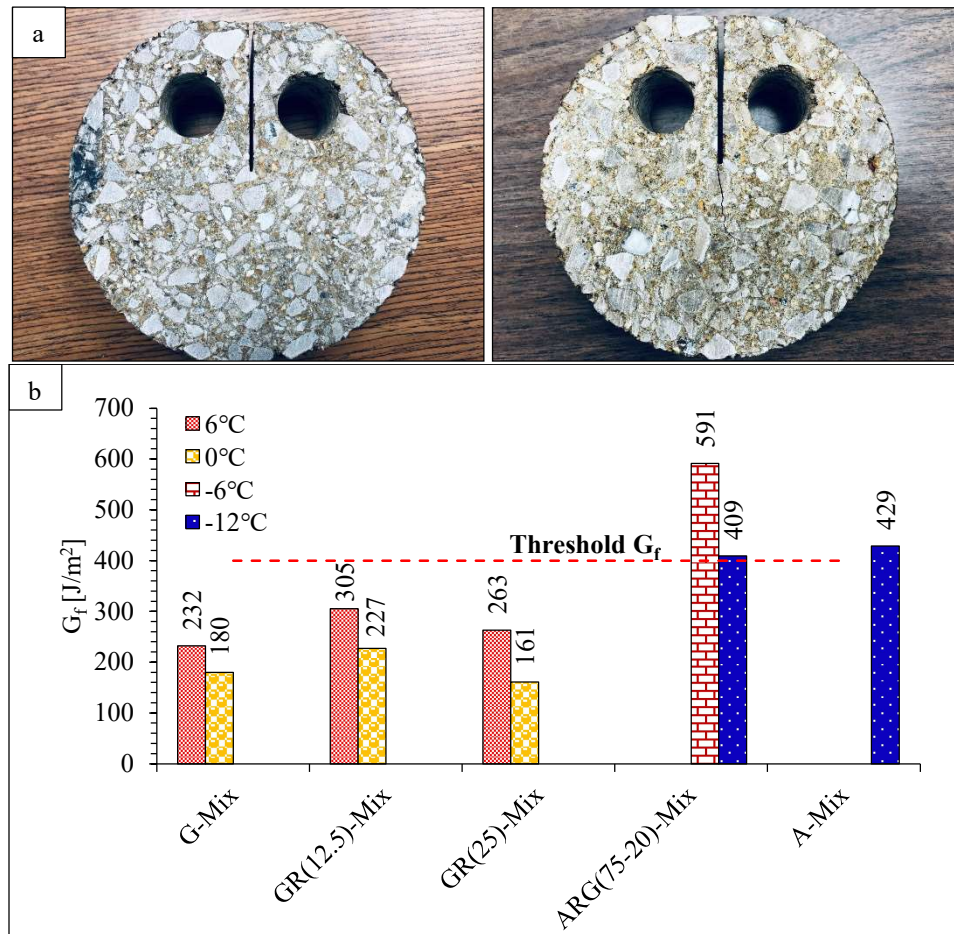 a
b
700
600
500
400
300
200
100
0
G_f [J/m²]
6°C
0°C
-6°C
-12°C
Threshold G_f
232
180
305
227
263
161
591
409
429
G-Mix
GR(12.5)-Mix
GR(25)-Mix
ARG(75-20)-Mix
A-Mix